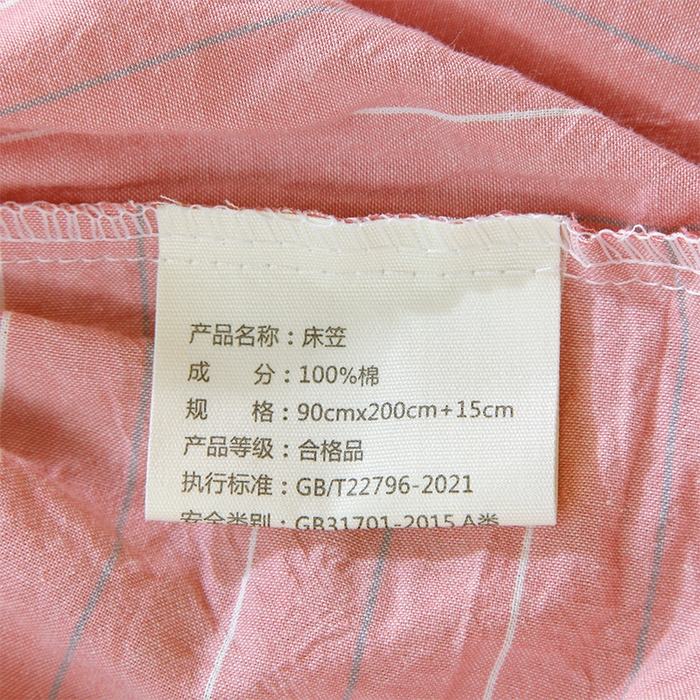 产品名称：床笠
成 分：100%棉
规 格：90cmx200cm+15cm
产品等级：合格品
执行标准：GB/T22796-2021
安全类别：GB31701-2015 A类